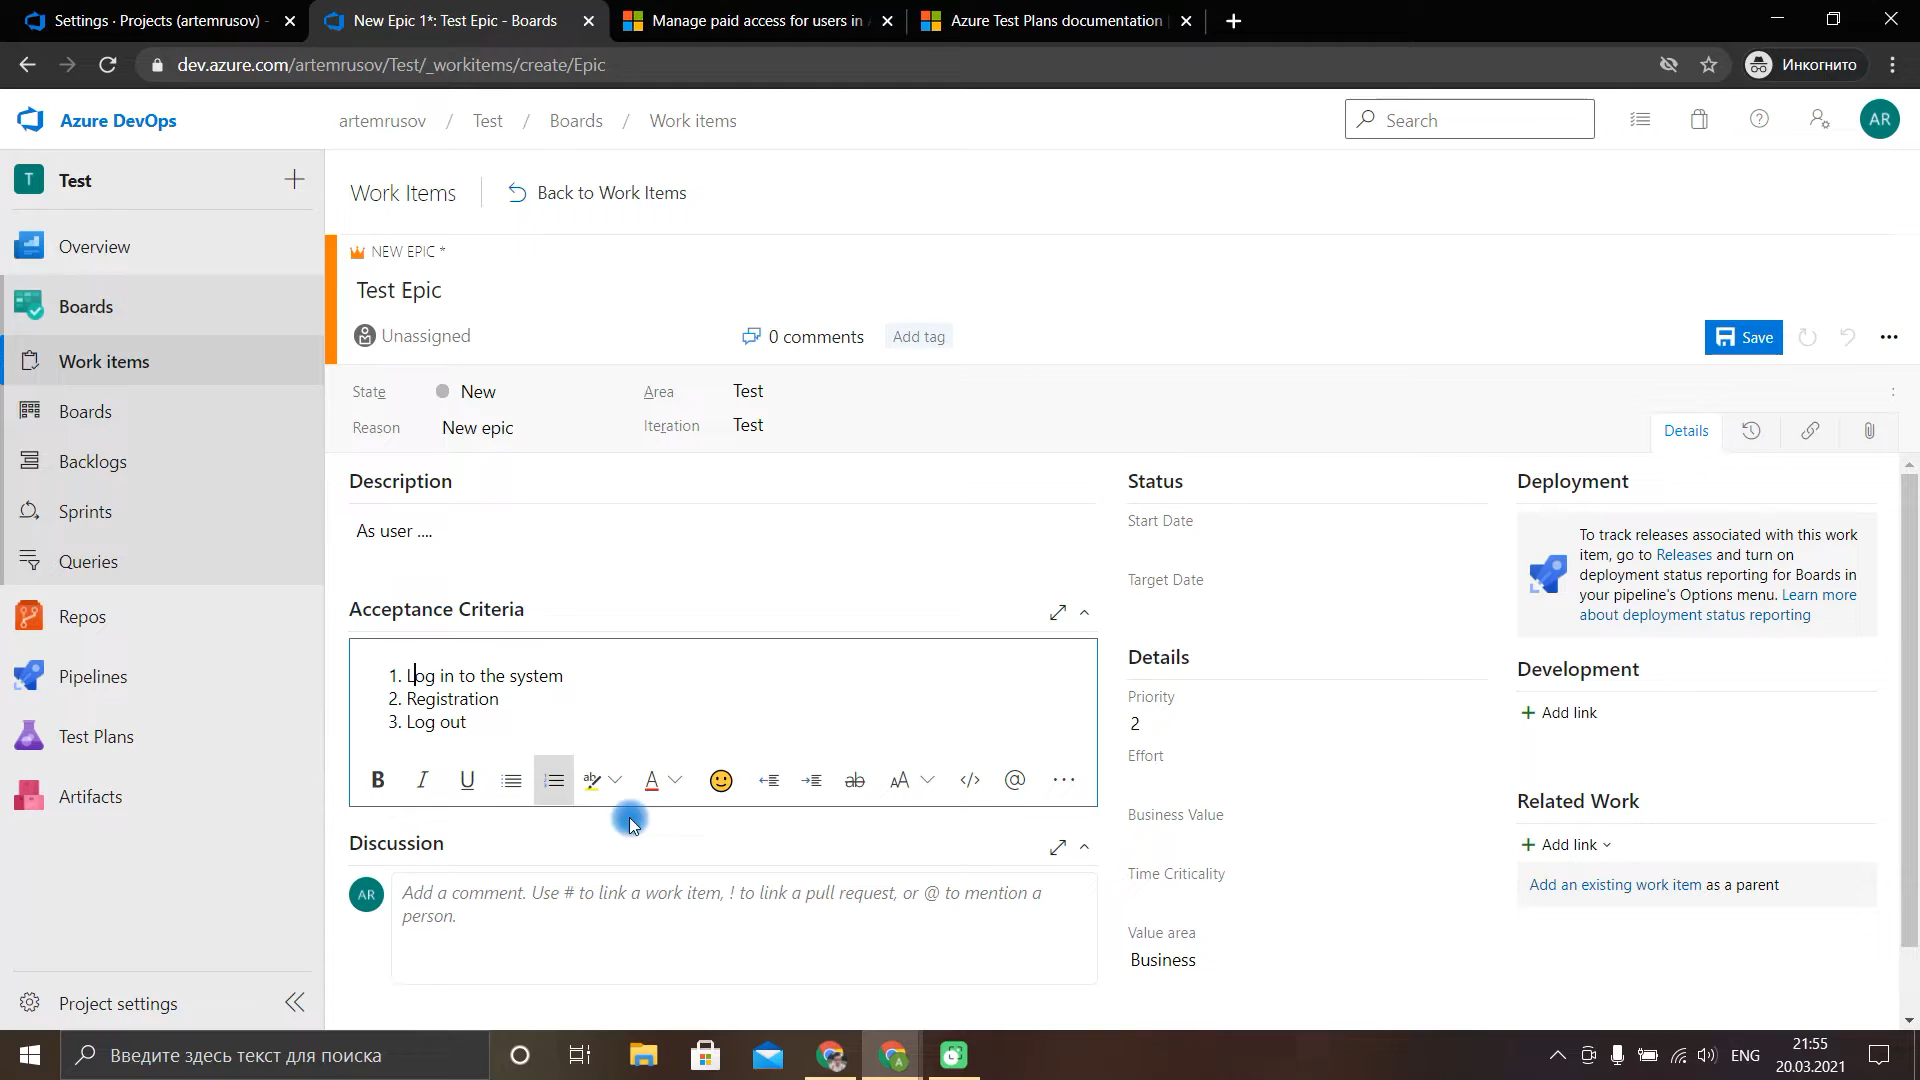 Settings · Projects (artemrusov) -
New Epic 1*: Test Epic - Boards
Manage paid access for users in A
Azure Test Plans documentation |
dev.azure.com/artemrusov/Test/_workitems/create/Epic
Инкогнито
Azure DevOps
artemrusov / Test / Boards / Work items
Search
AR
T Test
Work Items
Back to Work Items
Overview
NEW EPIC *
Test Epic
Boards
Unassigned
0 comments
Add tag
Save
Work items
State
New
Area
Test
Boards
Reason
New epic
Iteration
Test
Details
Backlogs
Description
Status
Deployment
Sprints
As user ....
Start Date
To track releases associated with this work
item, go to Releases and turn on
deployment status reporting for Boards in
your pipeline's Options menu. Learn more
about deployment status reporting
Queries
Target Date
Repos
Acceptance Criteria
Details
Development
Pipelines
1. Log in to the system
2. Registration
3. Log out
Priority
2
Add link
Test Plans
Effort
B I U ab A ab AA </> @ ...
Artifacts
Business Value
Related Work
Discussion
Add link
AR
Add a comment. Use # to link a work item, ! to link a pull request, or @ to mention a
person.
Time Criticality
Add an existing work item as a parent
Value area
Business
Project settings
Введите здесь текст для поиска
A
ENG
21:55
20.03.2021